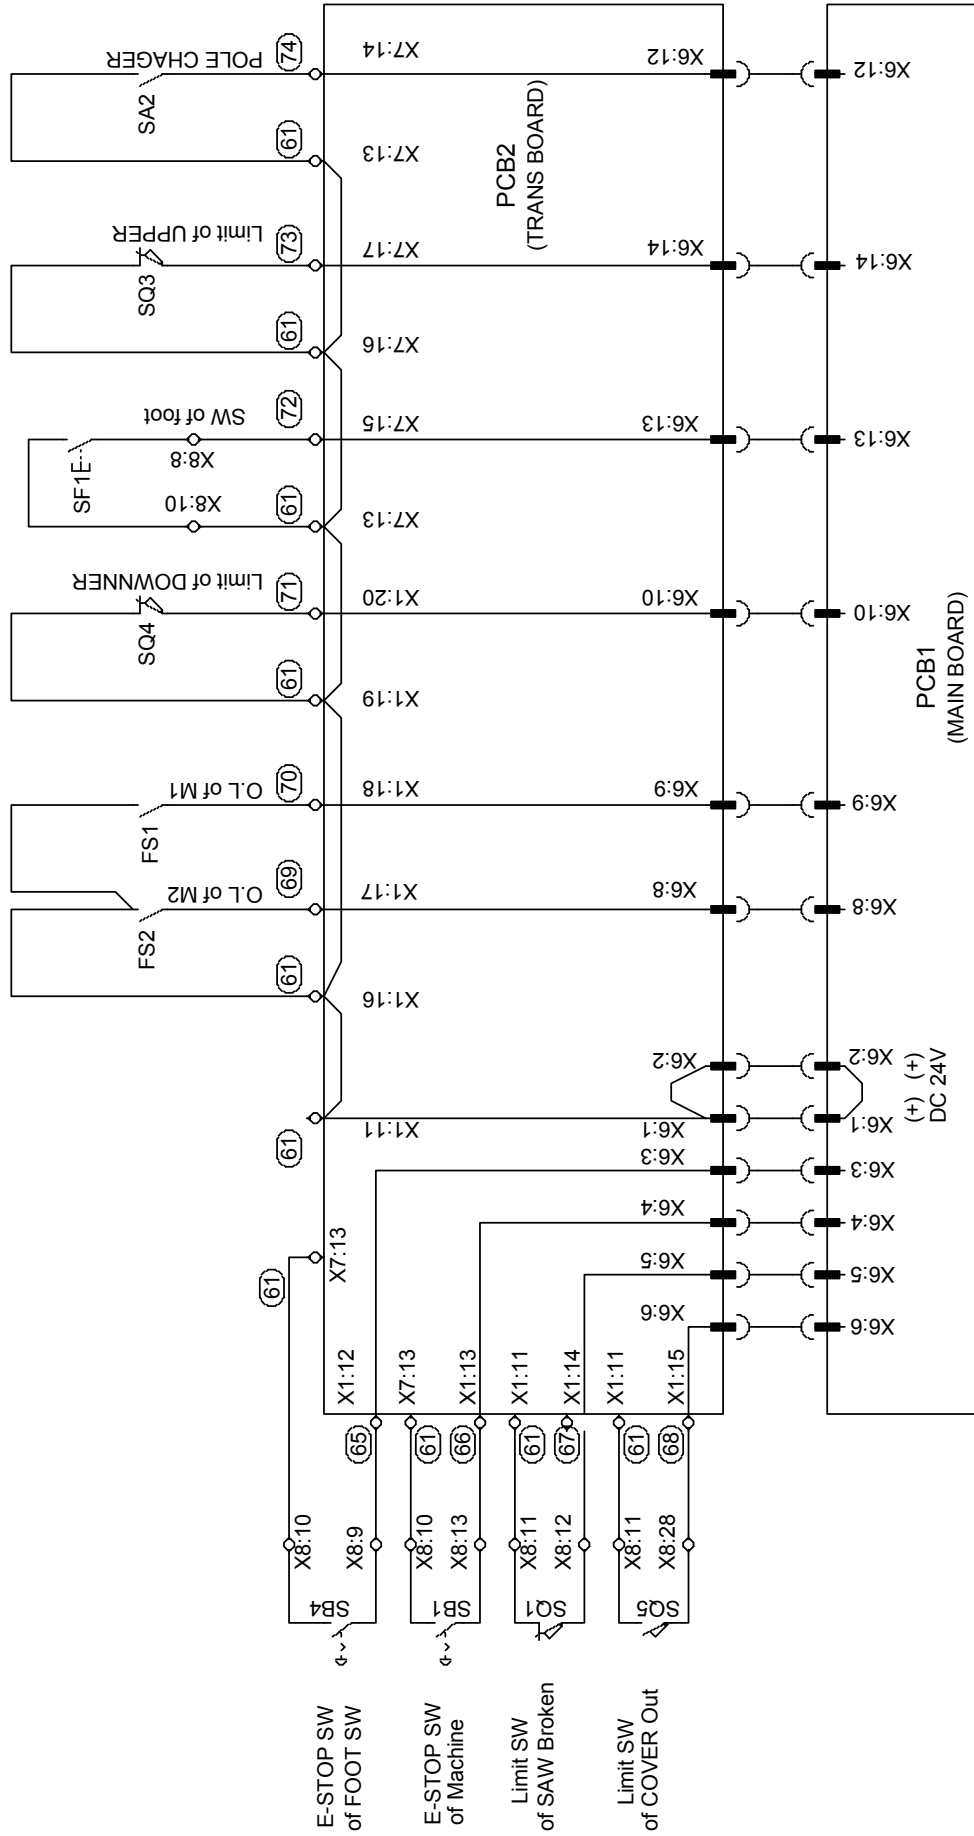 POLE CHAGER
SA2
74
61
X7:14
X7:13
X6:12
X6:12
Limit of UPPER
SQ3
73
61
X7:17
X7:16
X6:14
X6:14
PCB2
(TRANS BOARD)
SW of foot
SF1
X8:8
X8:10
72
61
X7:15
X7:13
X6:13
X6:13
Limit of DOWNNER
SQ4
71
61
X1:20
X1:19
X6:10
X6:10
PCB1
(MAIN BOARD)
O.L of M1
FS1
70
X1:18
X6:9
X6:9
O.L of M2
FS2
69
61
X1:17
X1:16
X6:8
X6:8
X6:2
X6:2
(+) (+)
DC 24V
61
X1:11
X6:1
X6:1
X6:3
X6:3
X6:4
X6:4
X6:5
X6:5
X6:6
X6:6
61
X7:13
E-STOP SW
of FOOT SW
SB4
X8:10
X8:9
65
X1:12
E-STOP SW
of Machine
SB1
X8:10
X8:13
61
66
X7:13
X1:13
Limit SW
of SAW Broken
SQ1
X8:11
X8:12
61
67
X1:11
X1:14
Limit SW
of COVER Out
SQ5
X8:11
X8:28
61
68
X1:11
X1:15